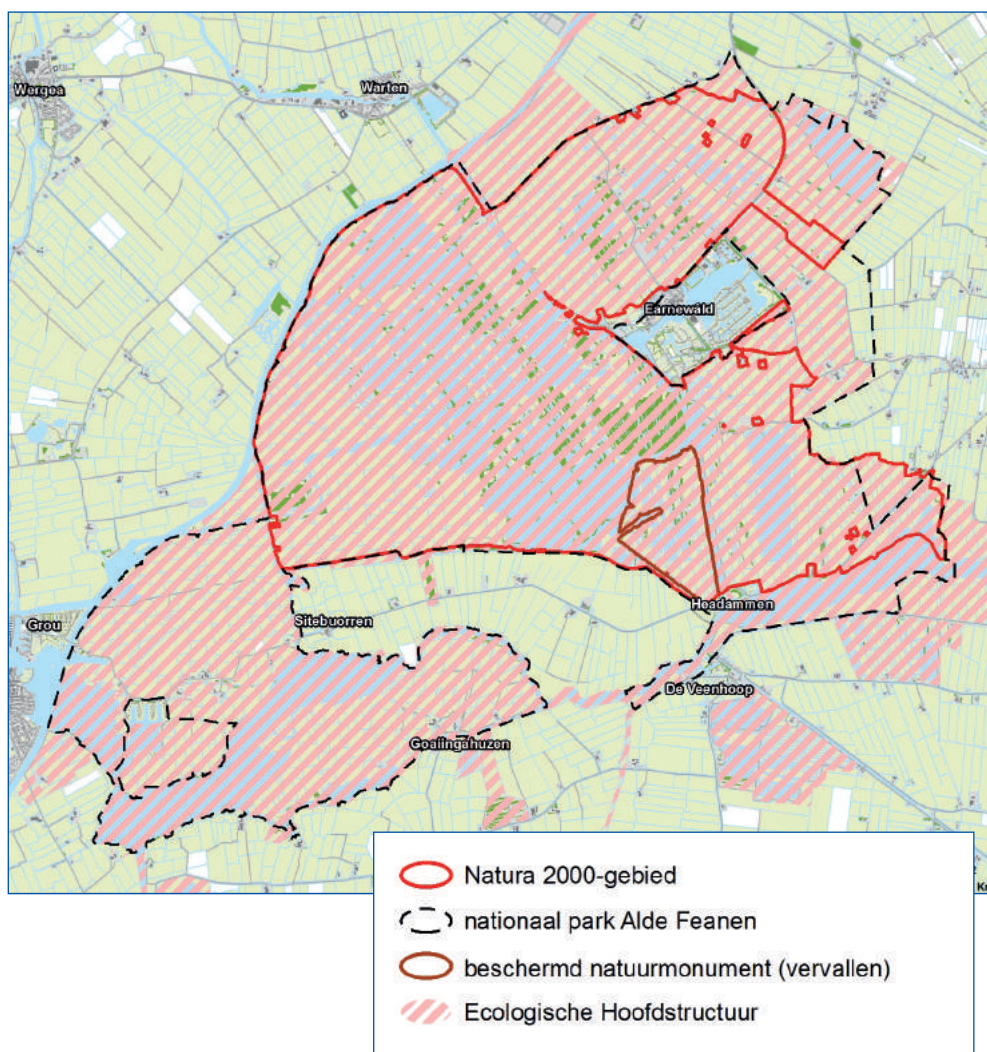 Wergea
Warten
Earnewald
Headammen
Sitebuorren
Grou
De Veenhoop
Goaiingahuzen
Natura 2000-gebied
nationaal park Alde Feanen
beschermd natuurmonument (vervallen)
Ecologische Hoofdstructuur